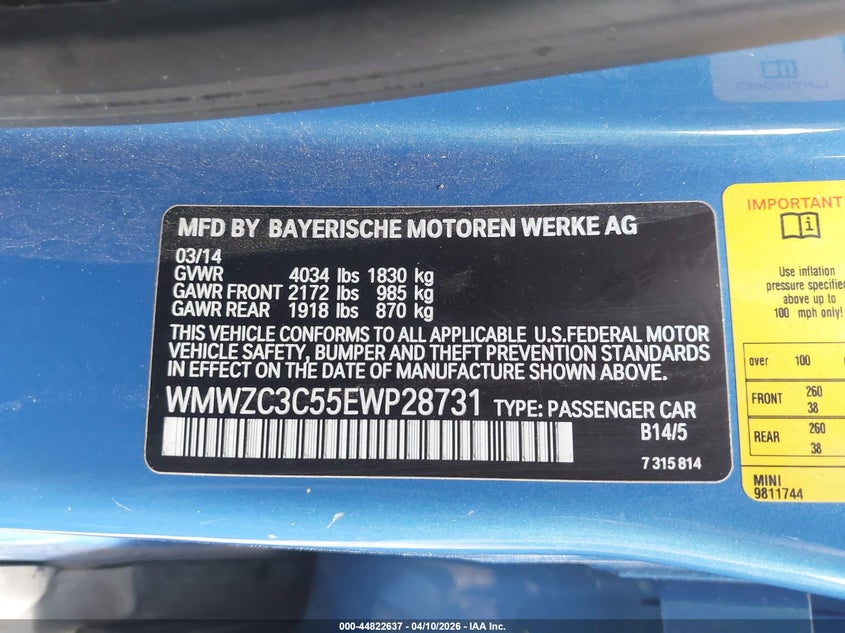 MFD BY BAYERISCHE MOTOREN WERKE AG
03/14
GVWR 4034 lbs 1830 kg
GAWR FRONT 2172 lbs 985 kg
GAWR REAR 1918 lbs 870 kg
THIS VEHICLE CONFORMS TO ALL APPLICABLE U.S.FEDERAL MOTOR
VEHICLE SAFETY, BUMPER AND THEFT PREVENTION STANDARDS
IN EFFECT ON THE DATE OF MANUFACTURE SHOWN ABOVE.
WMWZC3C55EWP28731 TYPE: PASSENGER CAR
B14/5
7 315 814
IMPORTANT
Use inflation
pressure specified
above up to
100 mph only!
over 100
FRONT 260
38
REAR 260
38
MINI
9811744
000-44822637 - 04/10/2026 - IAA Inc.